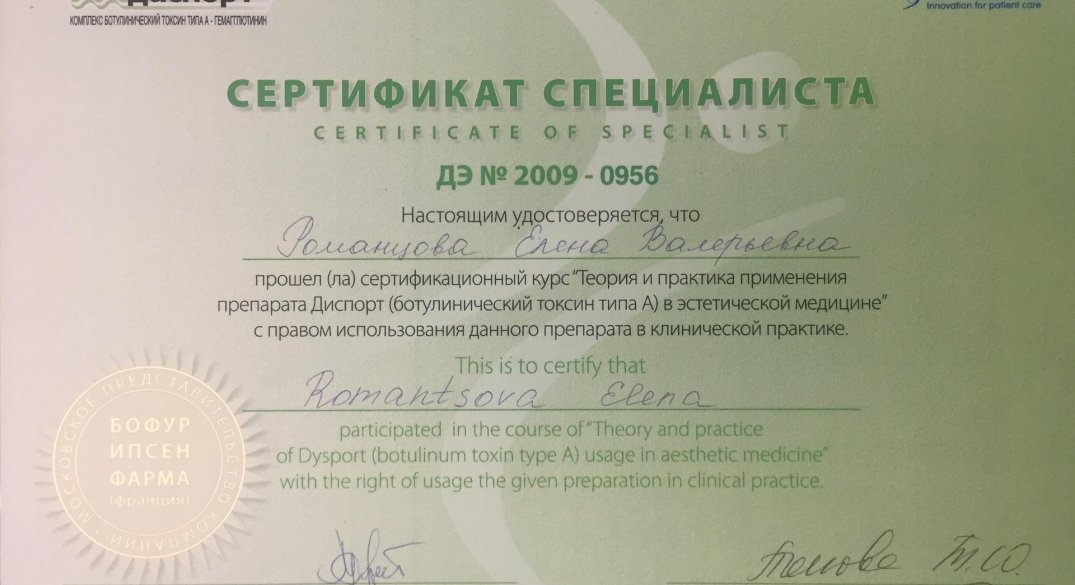 Диспорт
КОМПЛЕКС БОТУЛИНИЧЕСКИЙ ТОКСИН ТИПА А - ГЕМАГГЛЮТИНИН
Innovation for patient care
СЕРТИФИКАТ СПЕЦИАЛИСТА
CERTIFICATE OF SPECIALIST
ДЭ № 2009 - 0956
Настоящим удостоверяется, что
Романцова Елена Валерьевна
прошел (ла) сертификационный курс "Теория и практика применения
препарата Диспорт (ботулинический токсин типа А) в эстетической медицине"
с правом использования данного препарата в клинической практике.
This is to certify that
Romantsova Elena
participated in the course of "Theory and practice
of Dysport (botulinum toxin type A) usage in aesthetic medicine"
with the right of usage the given preparation in clinical practice.
МОСКОВСКОЕ ПРЕДСТАВИТЕЛЬСТВО КОМПАНИИ
БОФУР
ИПСЕН
ФАРМА
(франция)